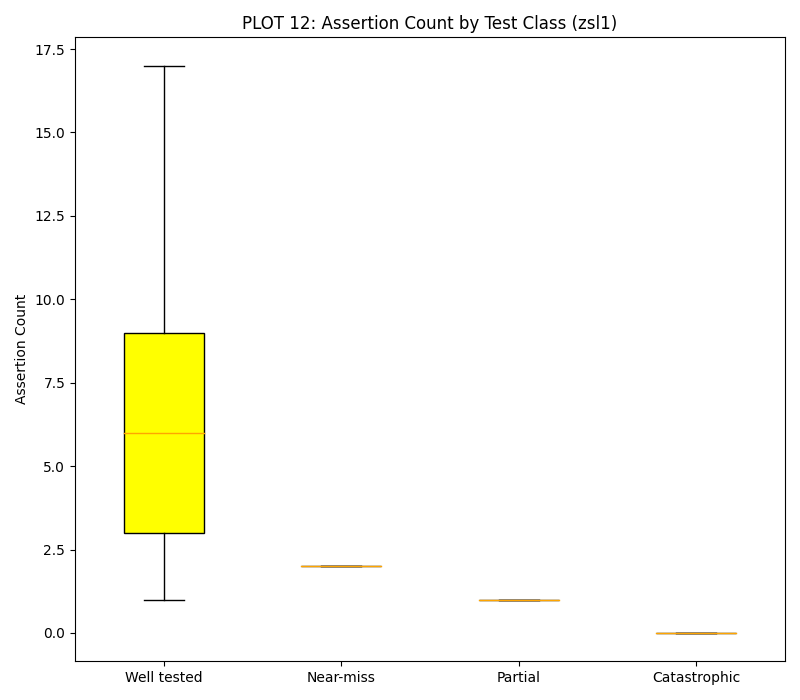 PLOT 12: Assertion Count by Test Class (zsl1)
Assertion Count
17.5
15.0
12.5
10.0
7.5
5.0
2.5
0.0
Well tested
Near-miss
Partial
Catastrophic